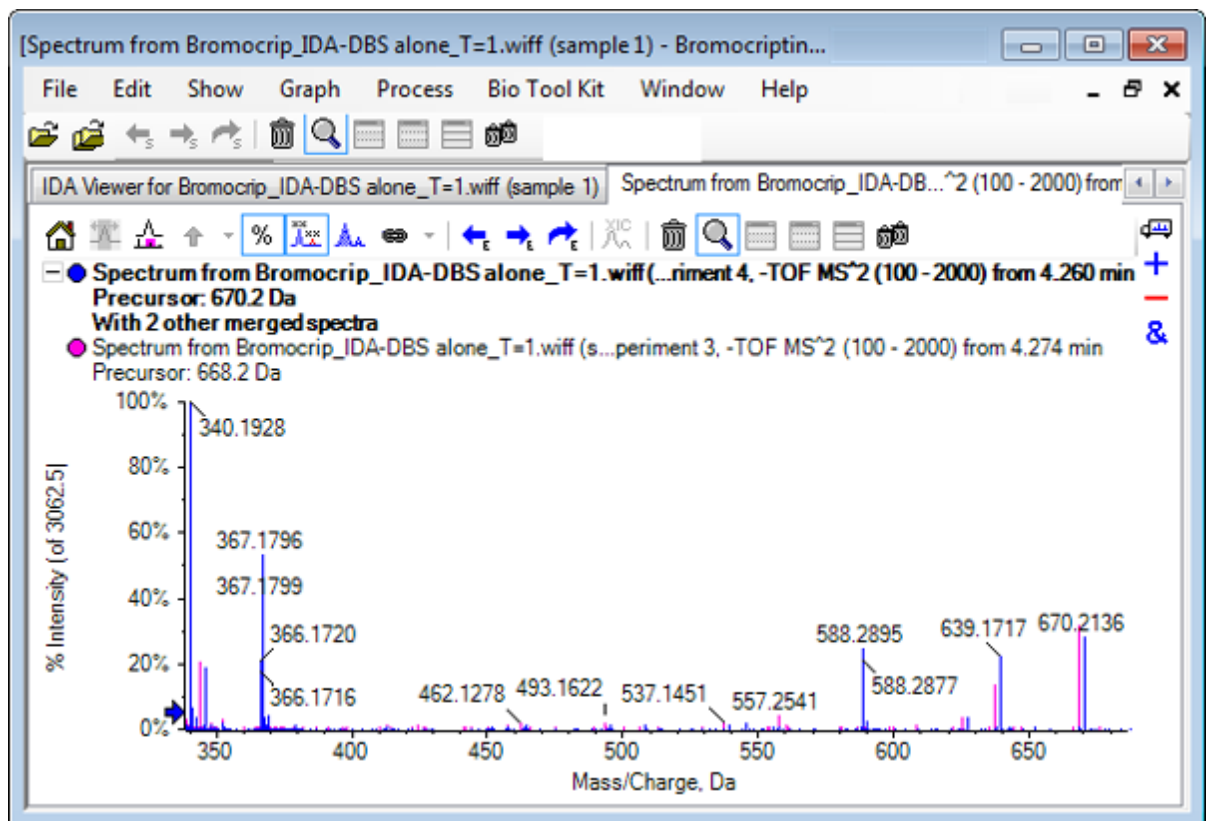 [Spectrum from Bromocrip_IDA-DBS alone_T=1.wiff (sample 1) - Bromocriptin...
File Edit Show Graph Process Bio Tool Kit Window Help
IDA Viewer for Bromocrip_IDA-DBS alone_T=1.wiff (sample 1) Spectrum from Bromocrip_IDA-DB...^2 (100 - 2000) from
% XIC
Spectrum from Bromocrip_IDA-DBS alone_T=1.wiff (...riment 4, -TOF MS^2 (100 - 2000) from 4.260 min
Precursor: 670.2 Da
With 2 other merged spectra
Spectrum from Bromocrip_IDA-DBS alone_T=1.wiff (s...periment 3, -TOF MS^2 (100 - 2000) from 4.274 min
Precursor: 668.2 Da
&
100%
340.1928
80%
% Intensity (of 3062.5)
60%
367.1796
40%
367.1799
366.1720
588.2895 639.1717 670.2136
20%
366.1716 462.1278 493.1622 537.1451 557.2541 588.2877
0%
350 400 450 500 550 600 650
Mass/Charge, Da